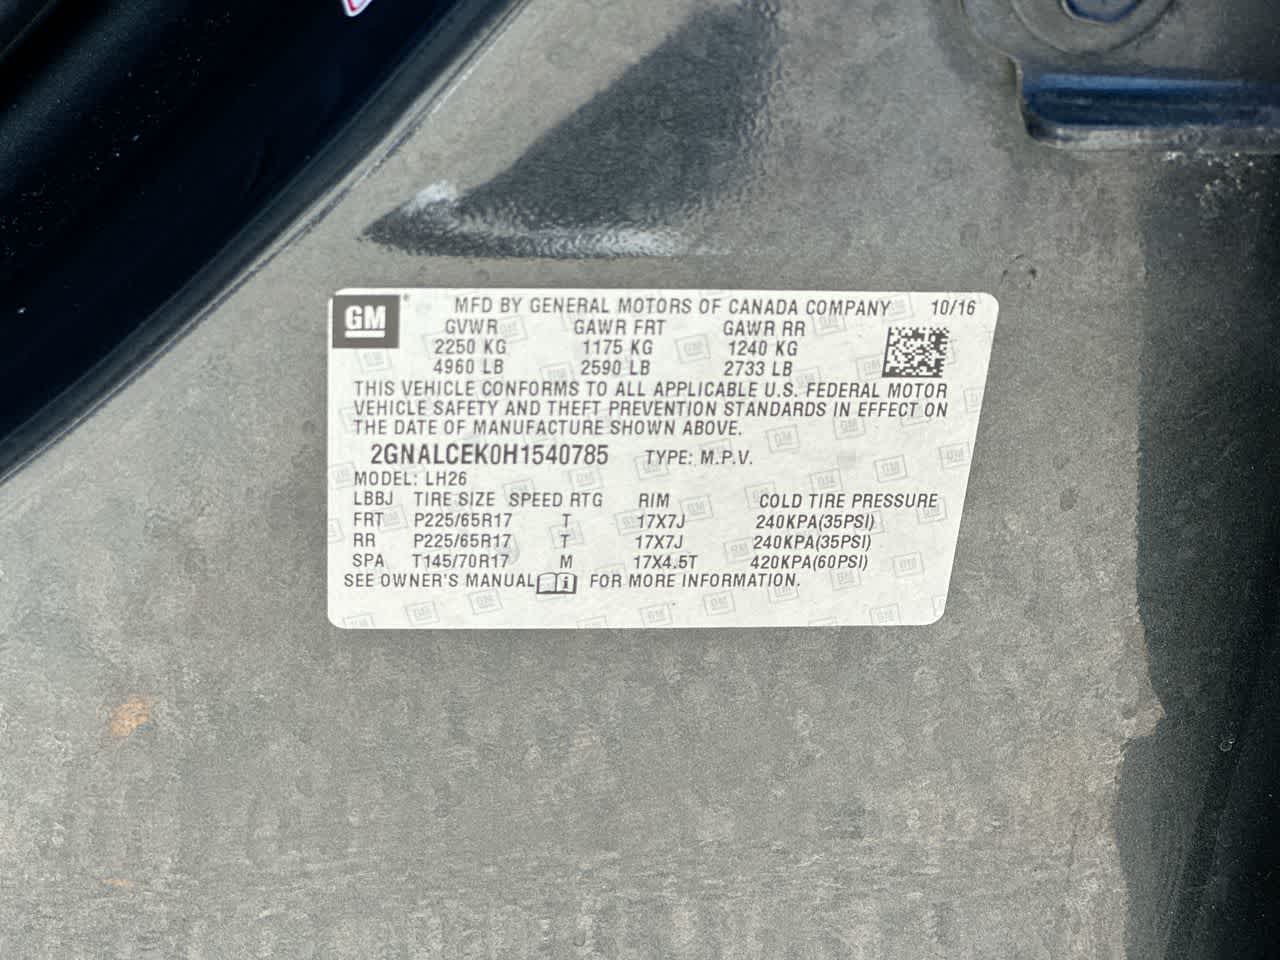 GM ® MFD BY GENERAL MOTORS OF CANADA COMPANY 10/16
GVWR GAWR FRT GAWR RR
2250 KG 1175 KG 1240 KG
4960 LB 2590 LB 2733 LB
THIS VEHICLE CONFORMS TO ALL APPLICABLE U.S. FEDERAL MOTOR
VEHICLE SAFETY AND THEFT PREVENTION STANDARDS IN EFFECT ON
THE DATE OF MANUFACTURE SHOWN ABOVE.
2GNALCEK0H1540785 TYPE: M.P.V.
MODEL: LH26
LBBJ TIRE SIZE SPEED RTG RIM COLD TIRE PRESSURE
FRT P225/65R17 T 17X7J 240KPA(35PSI)
RR P225/65R17 T 17X7J 240KPA(35PSI)
SPA T145/70R17 M 17X4.5T 420KPA(60PSI)
SEE OWNER'S MANUAL i FOR MORE INFORMATION.